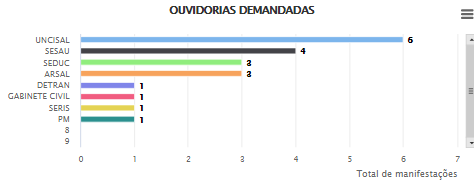 OUVIDORIAS DEMANDADAS
UNCISAL 6
SESAU 4
SEDUC 3
ARSAL 3
DETRAN 1
GABINETE CIVIL 1
SERIS 1
PM 1
8
9
0 1 2 3 4 5 6 7
Total de manifestações